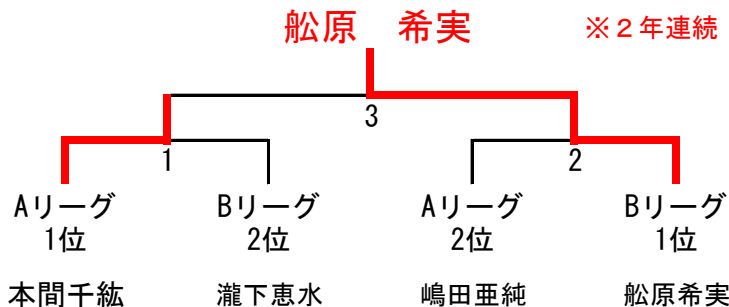 舩原 希実 ※２年連続
3
1 2
Aリーグ Bリーグ Aリーグ Bリーグ
1位 2位 2位 1位
本間千紘 瀧下恵水 嶋田亜純 舩原希実